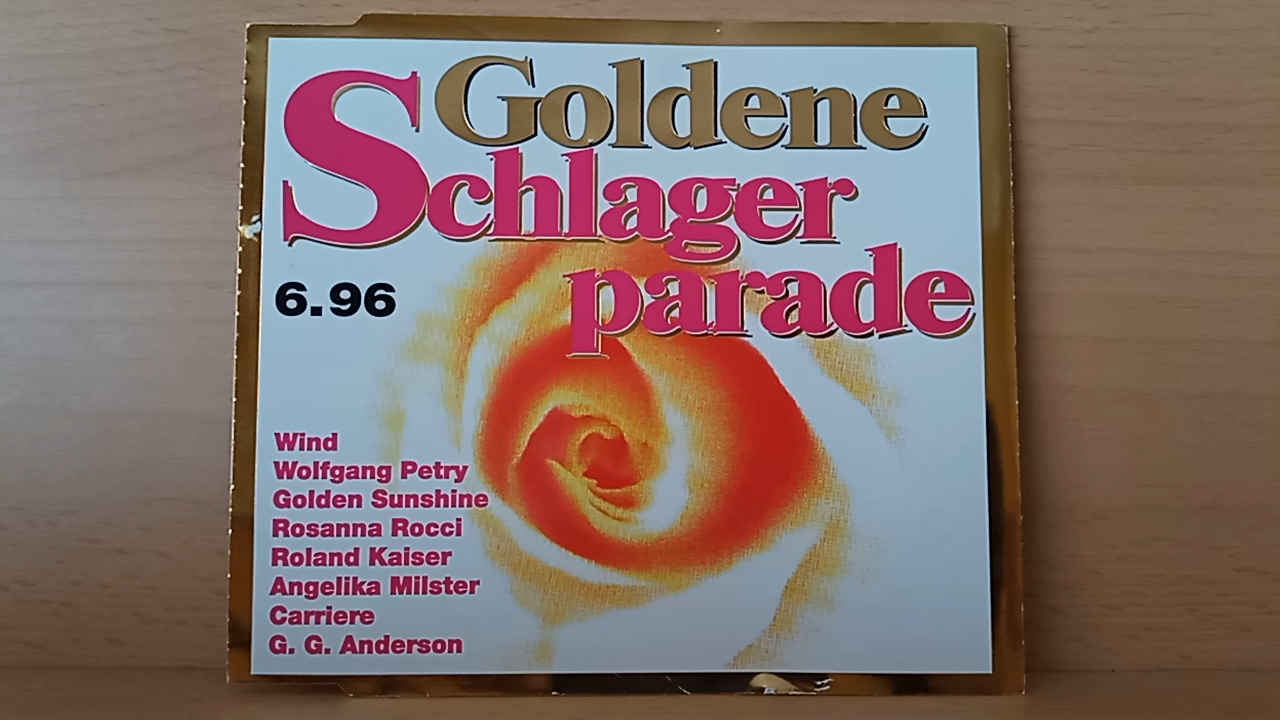 Goldene
Schlager
parade
6.96
Wind
Wolfgang Petry
Golden Sunshine
Rosanna Rocci
Roland Kaiser
Angelika Milster
Carriere
G. G. Anderson